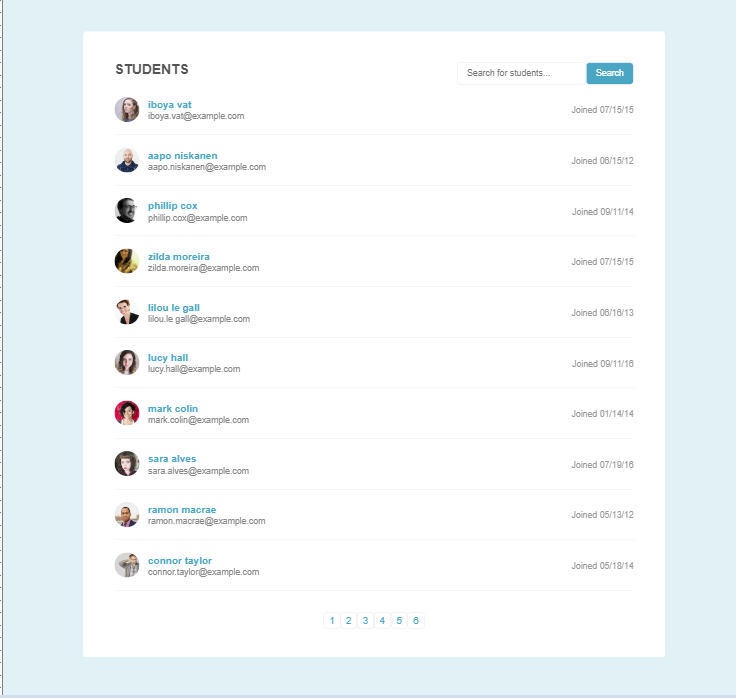 STUDENTS
Search for students...
Search
iboya vat
iboya.vat@example.com
Joined 07/15/15
aapo niskanen
aapo.niskanen@example.com
Joined 06/15/12
phillip cox
phillip.cox@example.com
Joined 09/11/14
zilda moreira
zilda.moreira@example.com
Joined 07/15/15
lilou le gall
lilou.le gall@example.com
Joined 06/16/13
lucy hall
lucy.hall@example.com
Joined 09/11/16
mark colin
mark.colin@example.com
Joined 01/14/14
sara alves
sara.alves@example.com
Joined 07/19/16
ramon macrae
ramon.macrae@example.com
Joined 05/13/12
connor taylor
connor.taylor@example.com
Joined 05/18/14
1 2 3 4 5 6